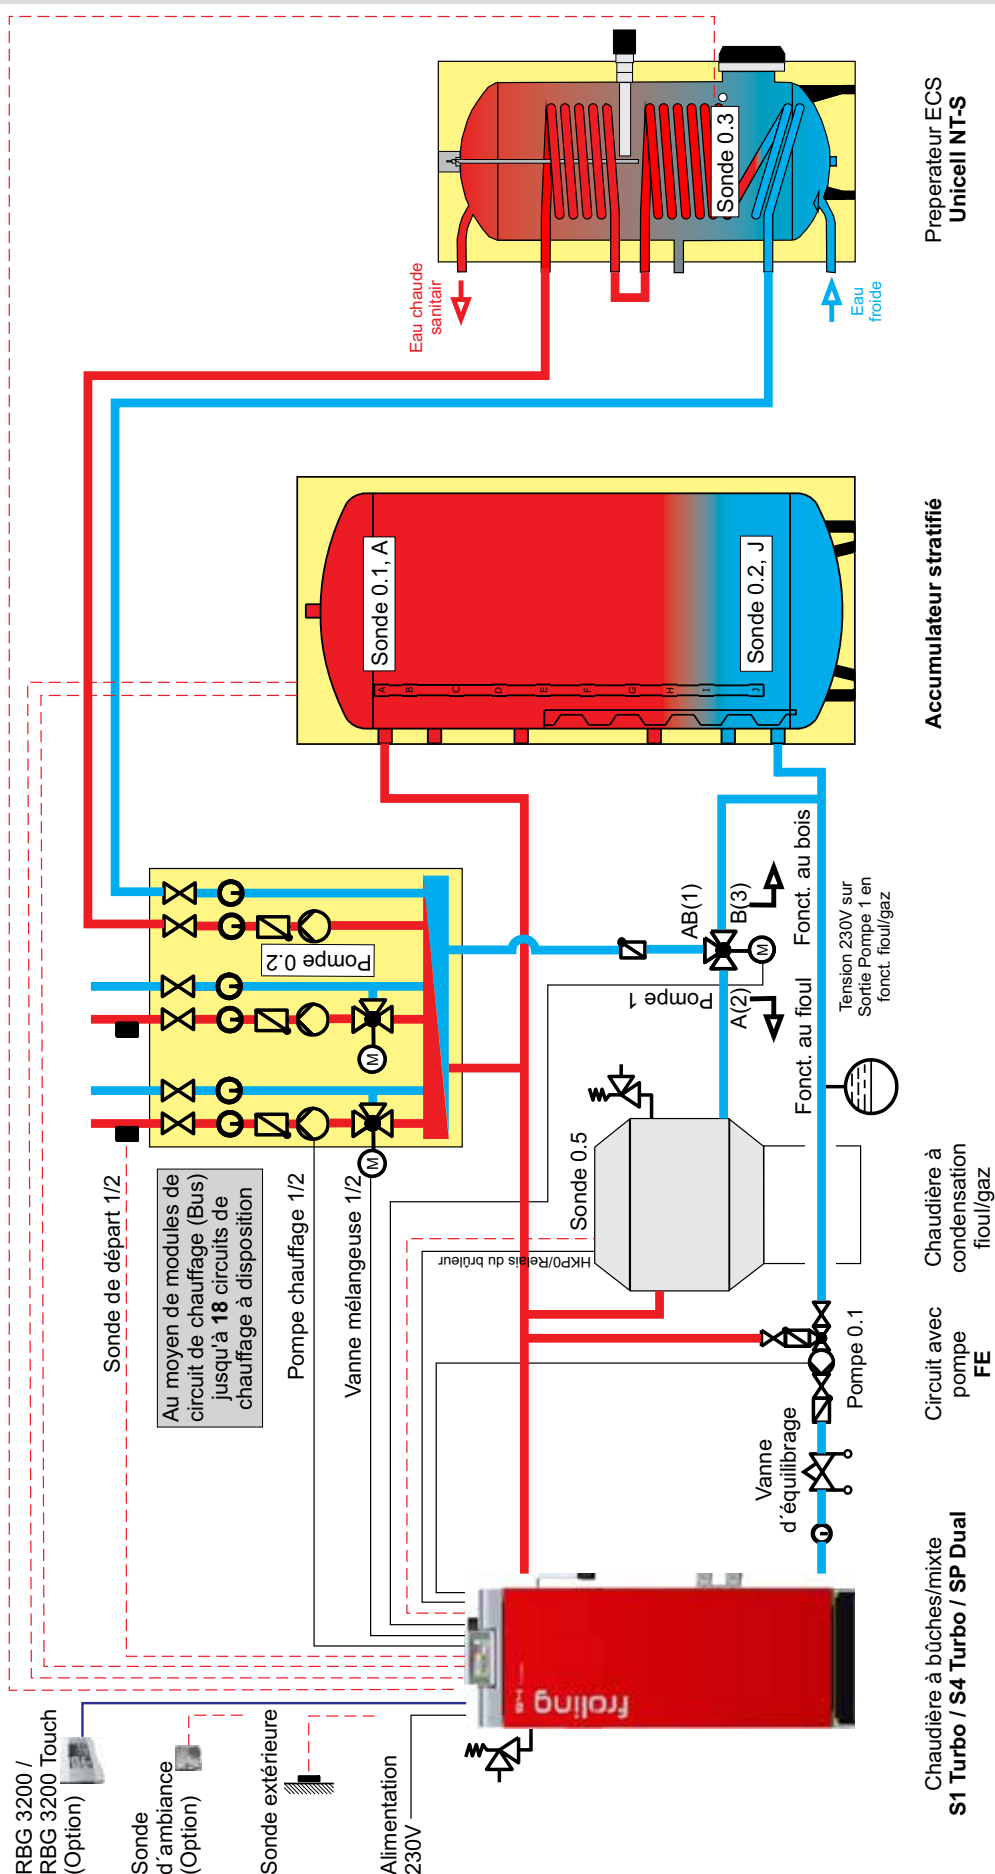 RBG 3200 /
RBG 3200 Touch
(Option)
Sonde
d´ambiance
(Option)
Sonde extérieure
Alimentation
230V
froling
Chaudière à bûches/mixte
S1 Turbo / S4 Turbo / SP Dual
Sonde de départ 1/2
Au moyen de modules de
circuit de chauffage (Bus)
jusqu'à 18 circuits de
chauffage à disposition
Pompe chauffage 1/2
Vanne mélangeuse 1/2
M
M
Pompe 0.2
HKP0/Relais du brûleur
Sonde 0.5
Vanne
d´équilibrage
Pompe 0.1
Circuit avec
pompe
FE
Chaudière à
condensation
fioul/gaz
Pompe 1
A(2)
AB(1)
B(3)
M
Fonct. au fioul
Fonct. au bois
Tension 230V sur
Sortie Pompe 1 en
fonct. fioul/gaz
Sonde 0.1, A
Sonde 0.2, J
A
B
C
D
E
F
G
H
I
J
Accumulateur stratifié
Eau chaude
sanitair
Eau
froide
Sonde 0.3
Preperateur ECS
Unicell NT-S